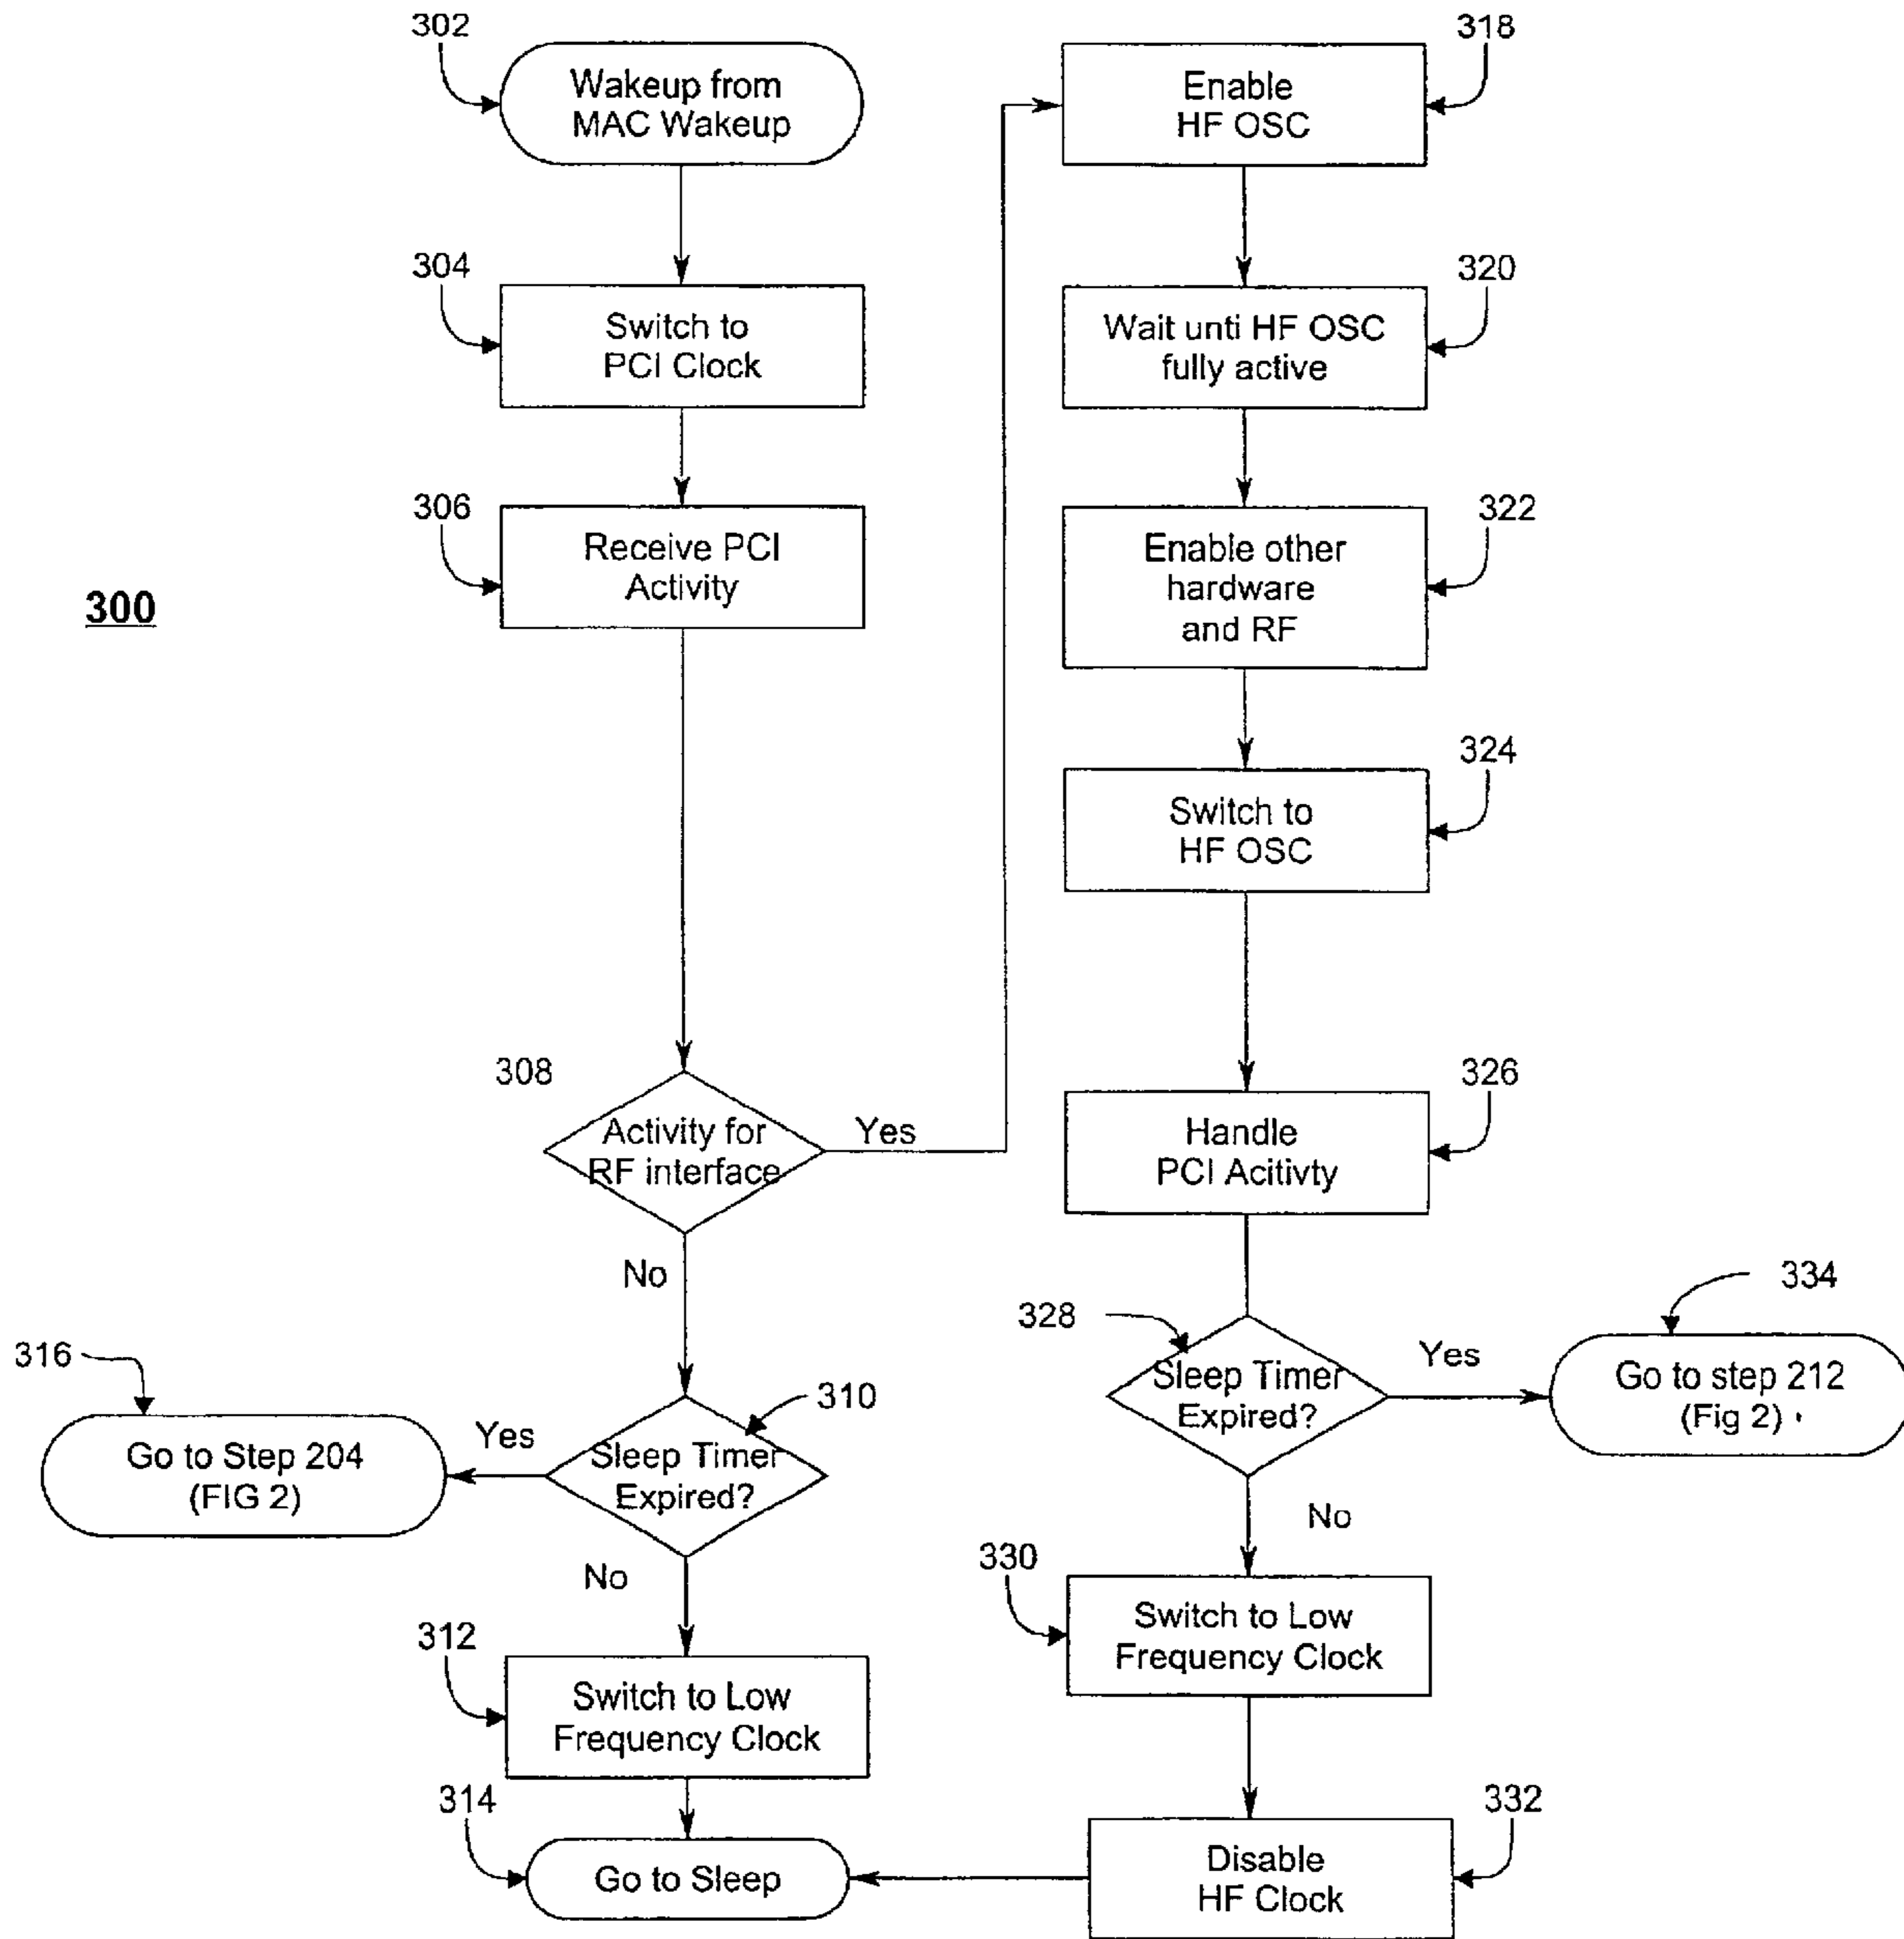 302
Wakeup from
MAC Wakeup
304
Switch to
PCI Clock
306
Receive PCI
Activity
300
308
Activity for
RF interface
Yes
No
310
Sleep Timer
Expired?
Yes
316
Go to Step 204
(FIG 2)
No
312
Switch to Low
Frequency Clock
314
Go to Sleep
318
Enable
HF OSC
320
Wait unti HF OSC
fully active
322
Enable other
hardware
and RF
324
Switch to
HF OSC
326
Handle
PCI Acitivty
328
Sleep Timer
Expired?
Yes
334
Go to step 212
(Fig 2)
No
330
Switch to Low
Frequency Clock
332
Disable
HF Clock